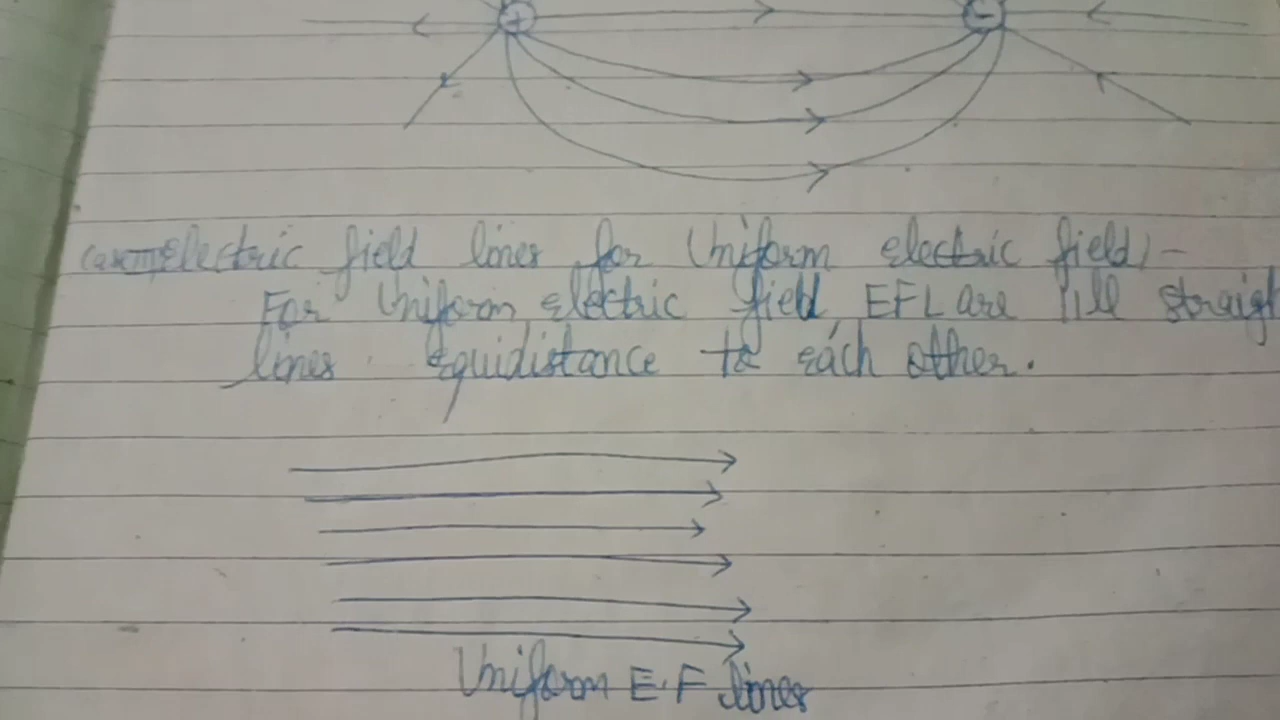 + -
Electric field lines for Uniform electric field:-
For Uniform electric field EFL are ||el straigh
lines Equidistance to each other.
Uniform E.F lines